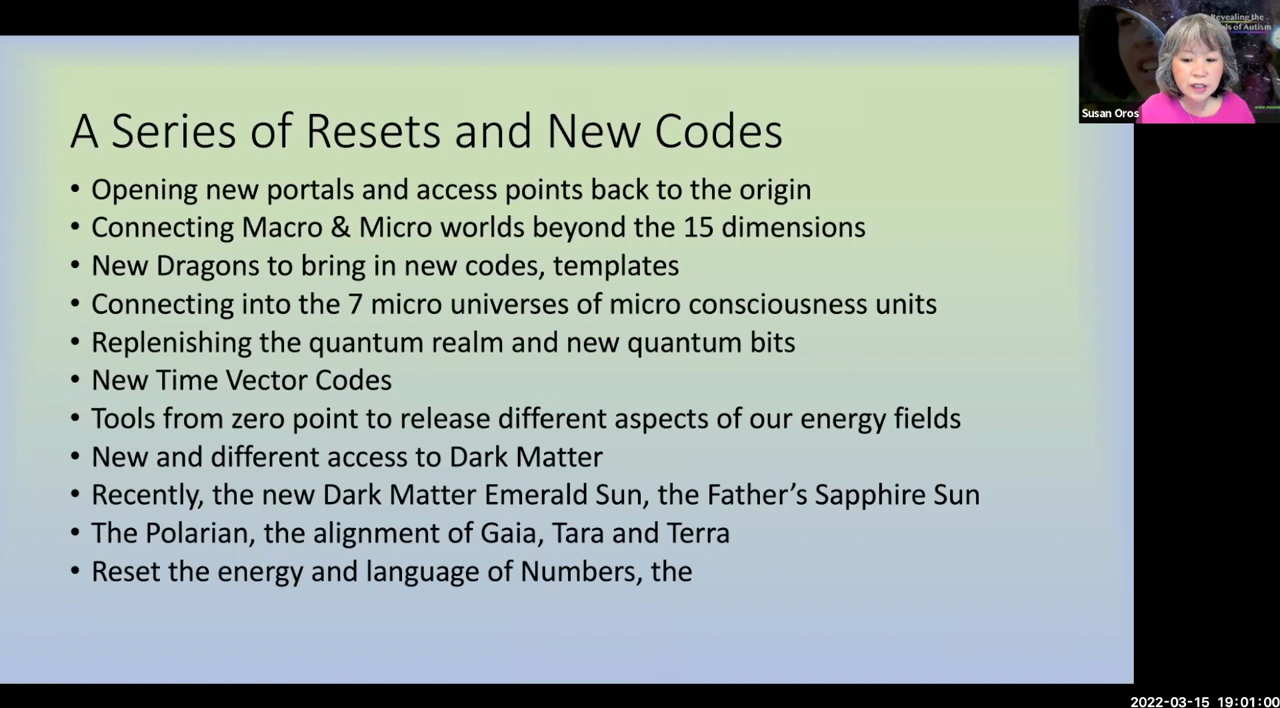 A Series of Resets and New Codes
• Opening new portals and access points back to the origin
• Connecting Macro & Micro worlds beyond the 15 dimensions
• New Dragons to bring in new codes, templates
• Connecting into the 7 micro universes of micro consciousness units
• Replenishing the quantum realm and new quantum bits
• New Time Vector Codes
• Tools from zero point to release different aspects of our energy fields
• New and different access to Dark Matter
• Recently, the new Dark Matter Emerald Sun, the Father’s Sapphire Sun
• The Polarian, the alignment of Gaia, Tara and Terra
• Reset the energy and language of Numbers, the
Revealing the
of Autism
Susan Oros
2022-03-15 19:01:00